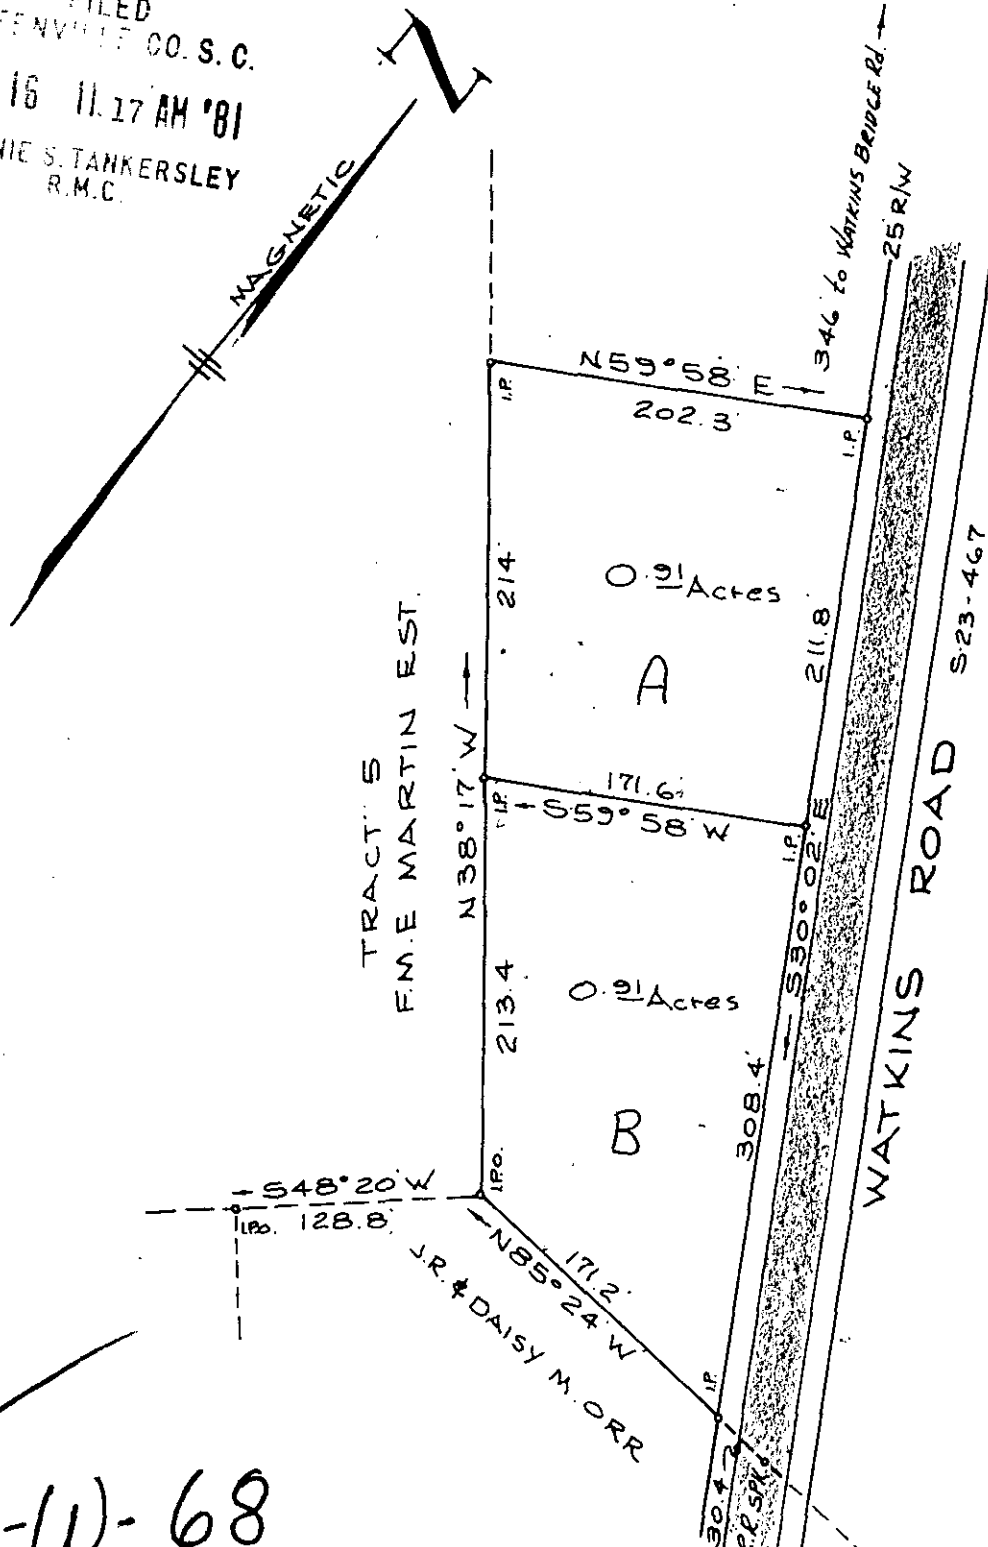 FILED
CO. S. C.
16 11 17 AM '81
S. TANKERSLEY
R.M.C.
N
MAGNETIC
346' to WATKINS BRIDGE Rd.
25 R/W
N59°58' E
202.3'
I.P.
I.P.
214'
0.91 Acres
A
211.8
S-23-467
TRACT 5
F.M.E MARTIN EST.
N38°17' W
171.6'
S59°58' W
I.P.
I.P.
S30°02' E
WATKINS ROAD
213.4
0.91 Acres
B
308.4'
I.P.O.
S48°20' W
128.8'
I.P.O.
171.2'
N85°24' W
J.R. & DAISY M. ORR
I.P.
30.4
R.R SPK.
-(1)- 68